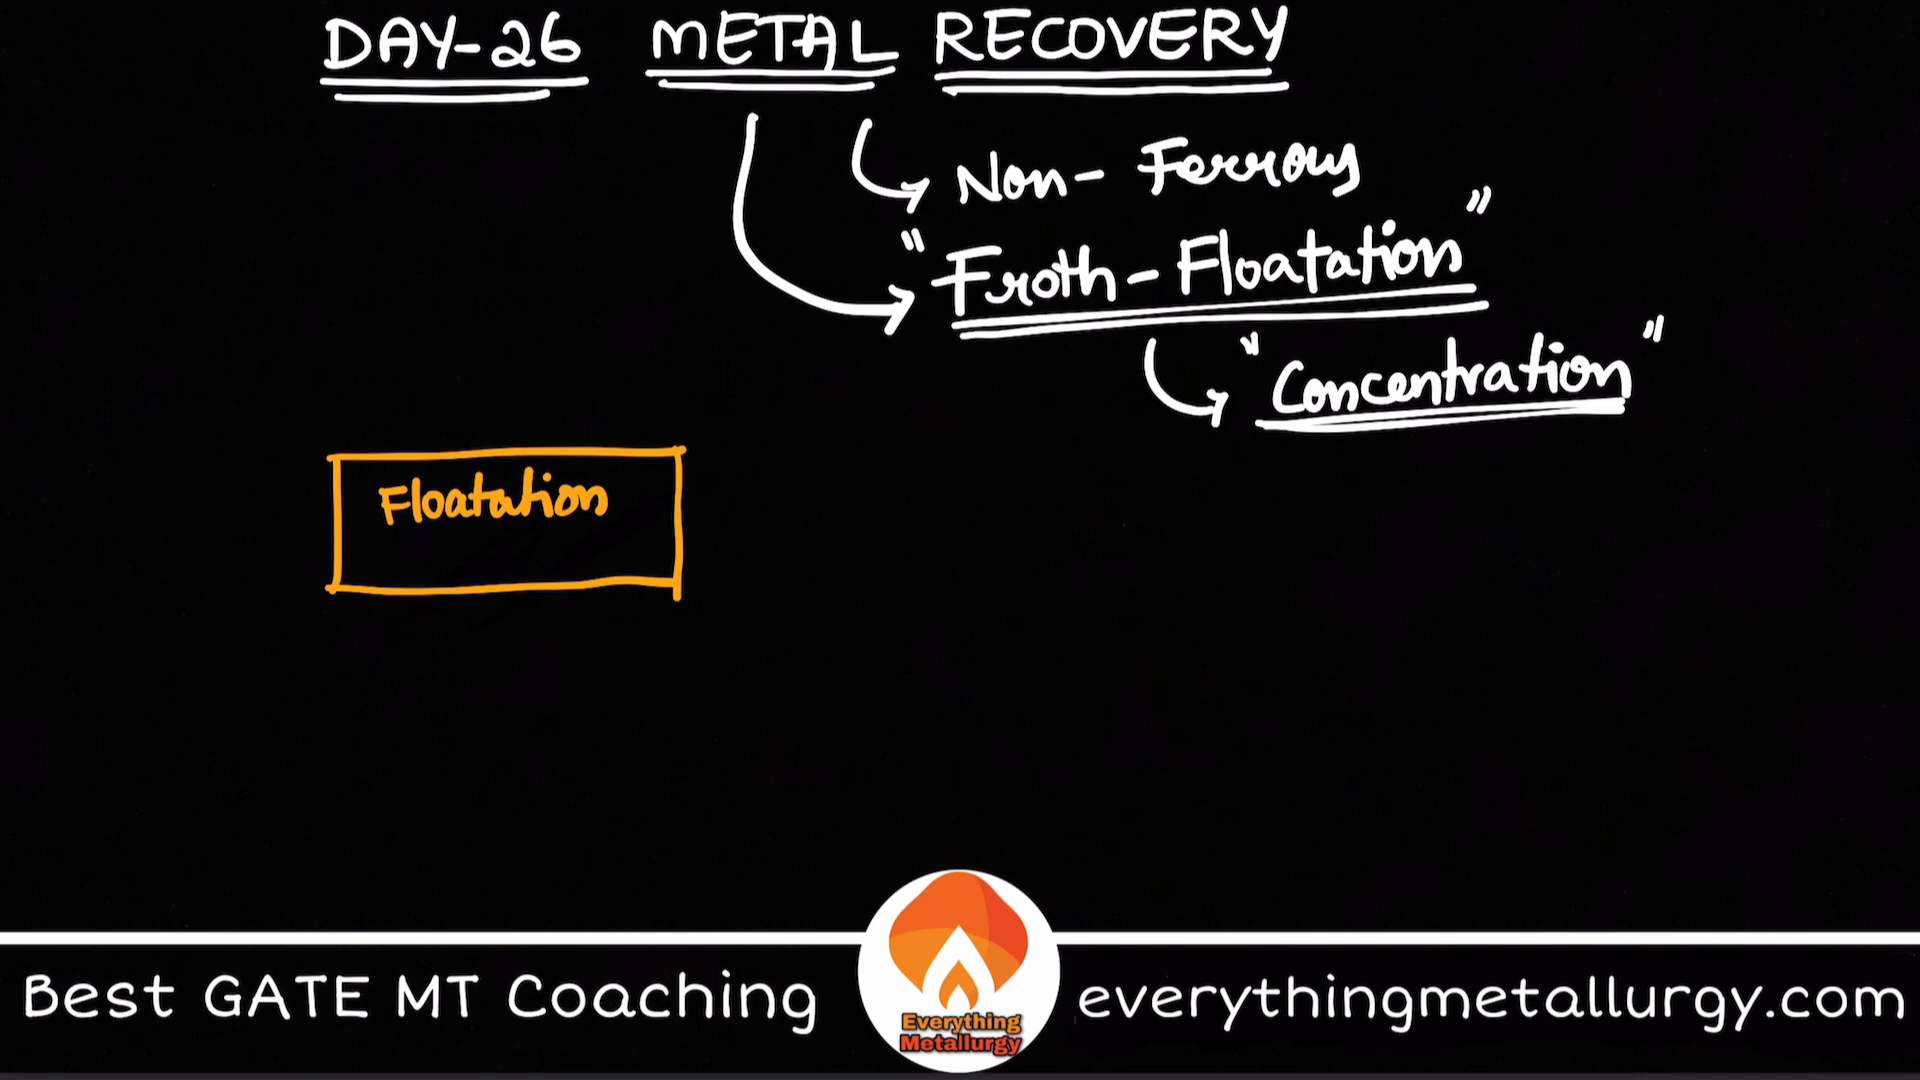 DAY-26 METAL RECOVERY
Non-Ferrous
"Froth-Floatation"
"Concentration"
Floatation
Best GATE MT Coaching
Everything
Metallurgy
everythingmetallurgy.com